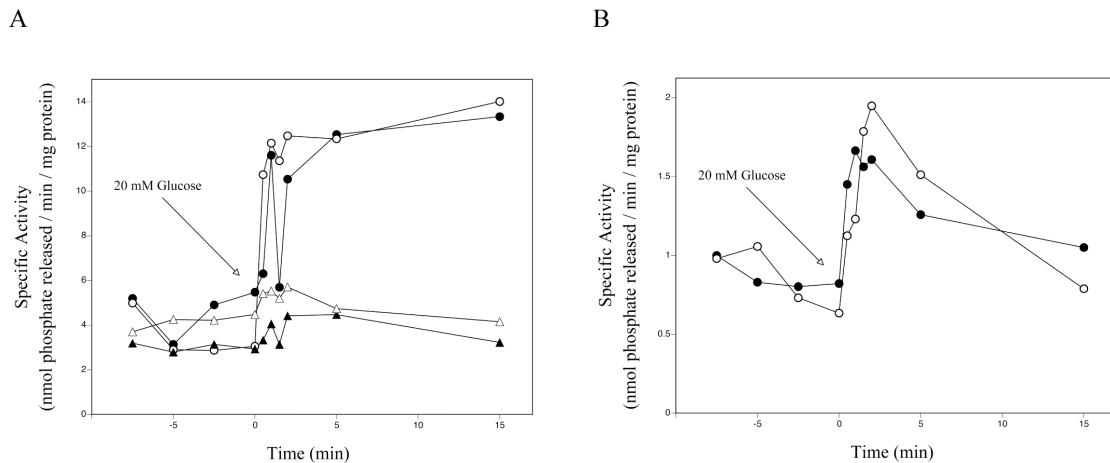 A
B
Specific Activity
(nmol phosphate released / min / mg protein)
14
12
10
8
6
4
2
0
20 mM Glucose
-5
0
5
10
15
Time (min)
Specific Activity
(nmol phosphate released / min / mg protein)
2
1.5
1
0.5
0
20 mM Glucose
-5
0
5
10
15
Time (min)